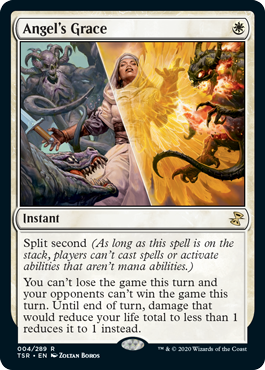 Angel's Grace
Instant
Split second (As long as this spell is on the
stack, players can't cast spells or activate
abilities that aren't mana abilities.)
You can't lose the game this turn and
your opponents can't win the game this
turn. Until end of turn, damage that
would reduce your life total to less than 1
reduces it to 1 instead.
004/289 R
TSR • EN Zoltan Boros
™ & © 2020 Wizards of the Coast